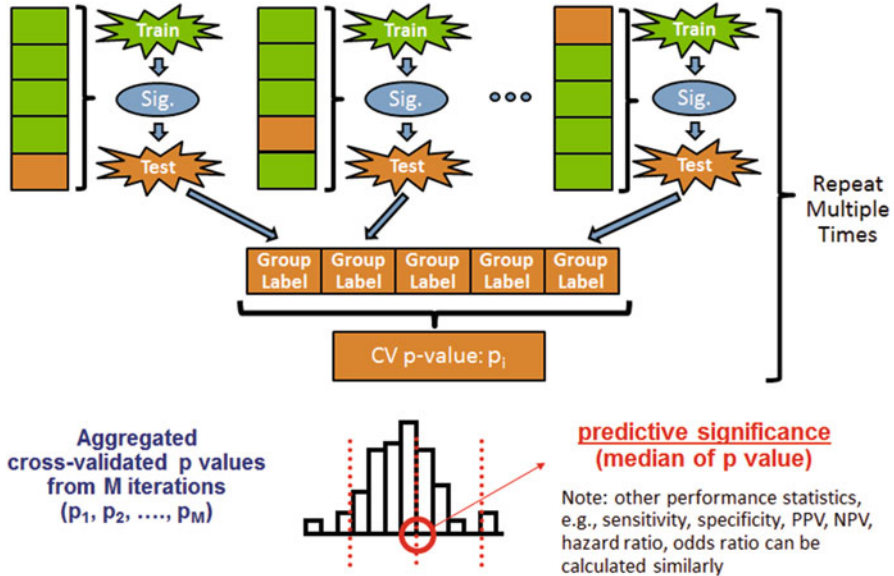 Train
Train
Train
Sig.
Sig.
Sig.
Test
Test
Test
Repeat
Multiple
Times
Group
Label
Group
Label
Group
Label
Group
Label
Group
Label
CV p-value: pᵢ
Aggregated
cross-validated p values
from M iterations
(p₁, p₂, …., p_M)
predictive significance
(median of p value)
Note: other performance statistics,
e.g., sensitivity, specificity, PPV, NPV,
hazard ratio, odds ratio can be
calculated similarly